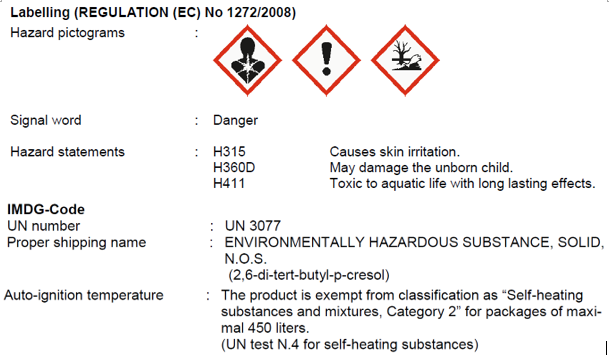 Labelling (REGULATION (EC) No 1272/2008)
Hazard pictograms :
Signal word : Danger
Hazard statements : H315 Causes skin irritation.
H360D May damage the unborn child.
H411 Toxic to aquatic life with long lasting effects.
IMDG-Code
UN number : UN 3077
Proper shipping name : ENVIRONMENTALLY HAZARDOUS SUBSTANCE, SOLID,
N.O.S.
(2,6-di-tert-butyl-p-cresol)
Auto-ignition temperature : The product is exempt from classification as “Self-heating
substances and mixtures, Category 2” for packages of maxi-
mal 450 liters.
(UN test N.4 for self-heating substances)